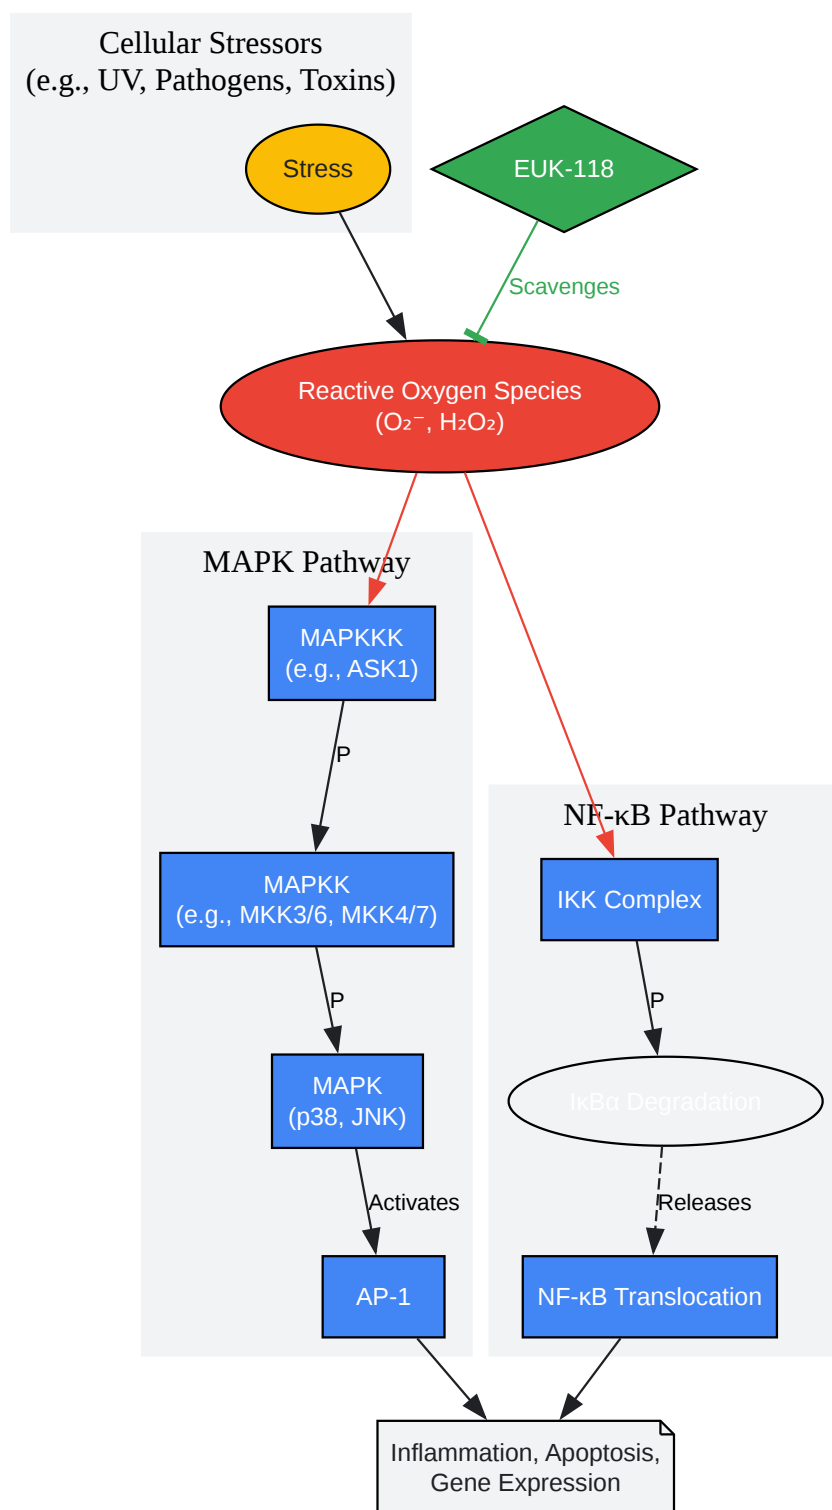 Cellular Stressors
(e.g., UV, Pathogens, Toxins)
Stress
EUK-118
Scavenges
Reactive Oxygen Species
(O₂⁻, H₂O₂)
MAPK Pathway
MAPKKK
(e.g., ASK1)
P
MAPKK
(e.g., MKK3/6, MKK4/7)
P
MAPK
(p38, JNK)
Activates
AP-1
NF-κB Pathway
IKK Complex
P
IκBα Degradation
Releases
NF-κB Translocation
Inflammation, Apoptosis,
Gene Expression